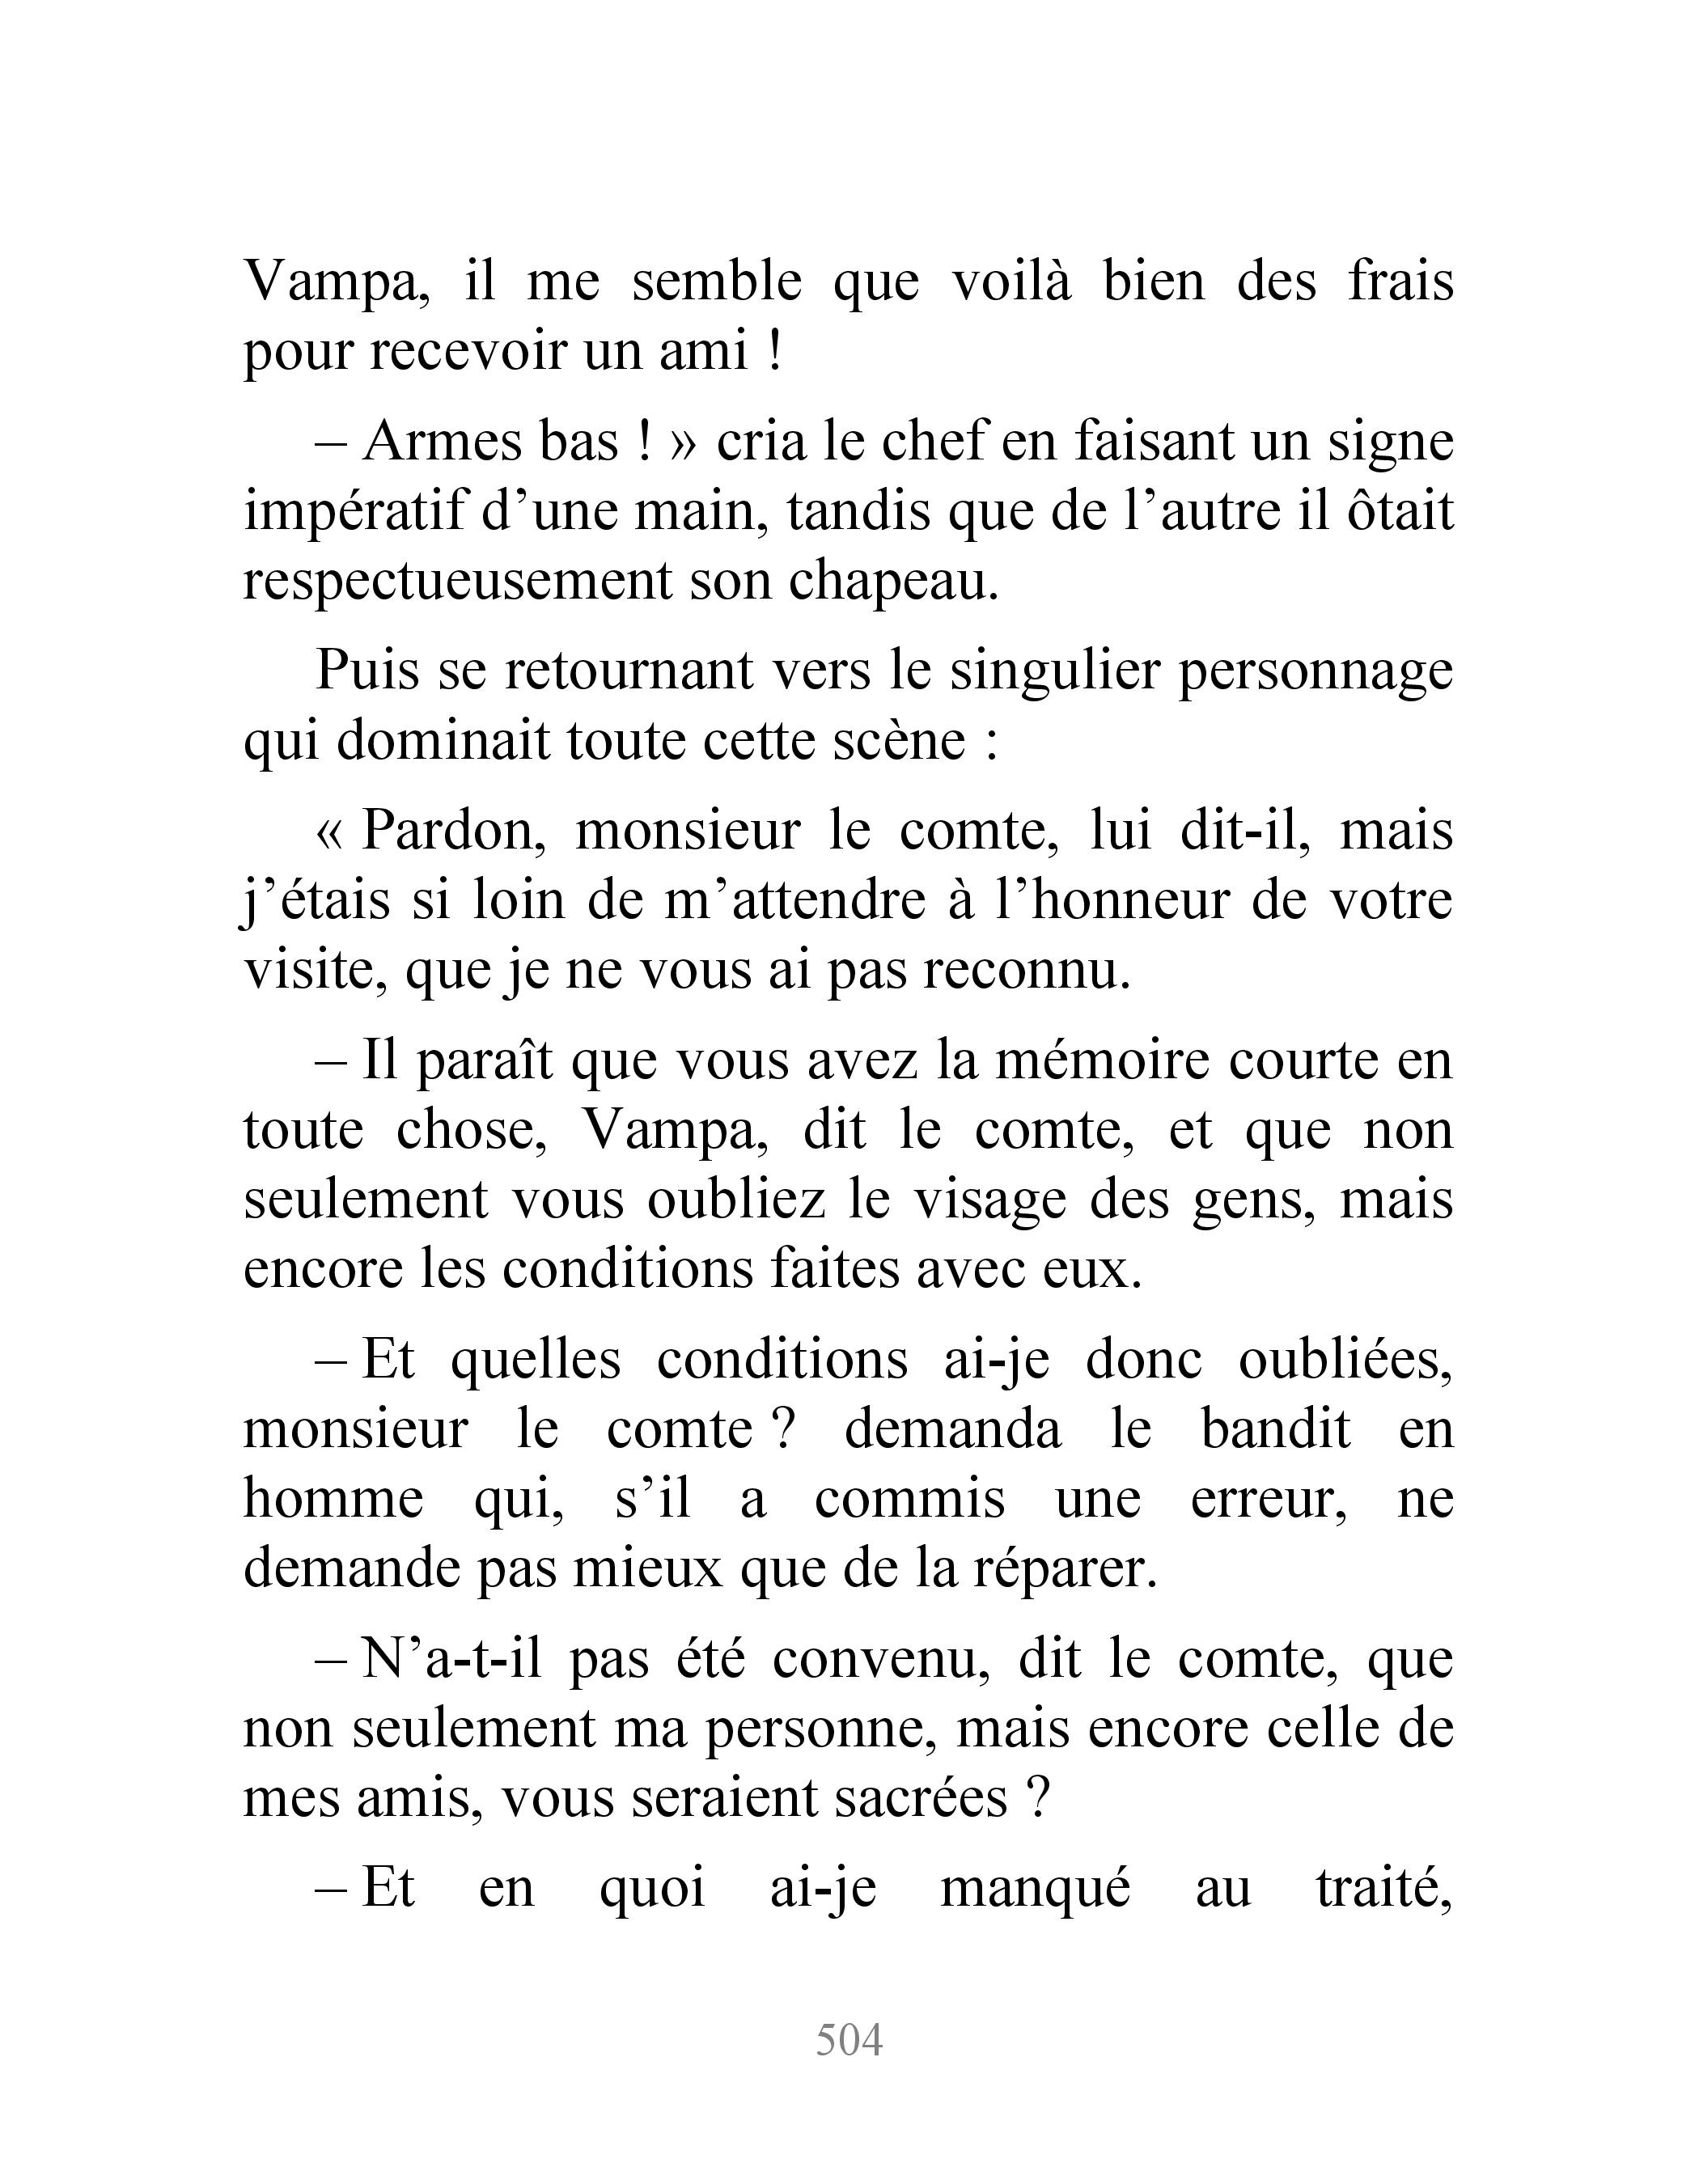 Vampa, il me semble que voilà bien des frais
pour recevoir un ami !
– Armes bas ! » cria le chef en faisant un signe
impératif d’une main, tandis que de l’autre il ôtait
respectueusement son chapeau.
Puis se retournant vers le singulier personnage
qui dominait toute cette scène :
« Pardon, monsieur le comte, lui dit-il, mais
j’étais si loin de m’attendre à l’honneur de votre
visite, que je ne vous ai pas reconnu.
– Il paraît que vous avez la mémoire courte en
toute chose, Vampa, dit le comte, et que non
seulement vous oubliez le visage des gens, mais
encore les conditions faites avec eux.
– Et quelles conditions ai-je donc oubliées,
monsieur le comte ? demanda le bandit en
homme qui, s’il a commis une erreur, ne
demande pas mieux que de la réparer.
– N’a-t-il pas été convenu, dit le comte, que
non seulement ma personne, mais encore celle de
mes amis, vous seraient sacrées ?
– Et en quoi ai-je manqué au traité,
504